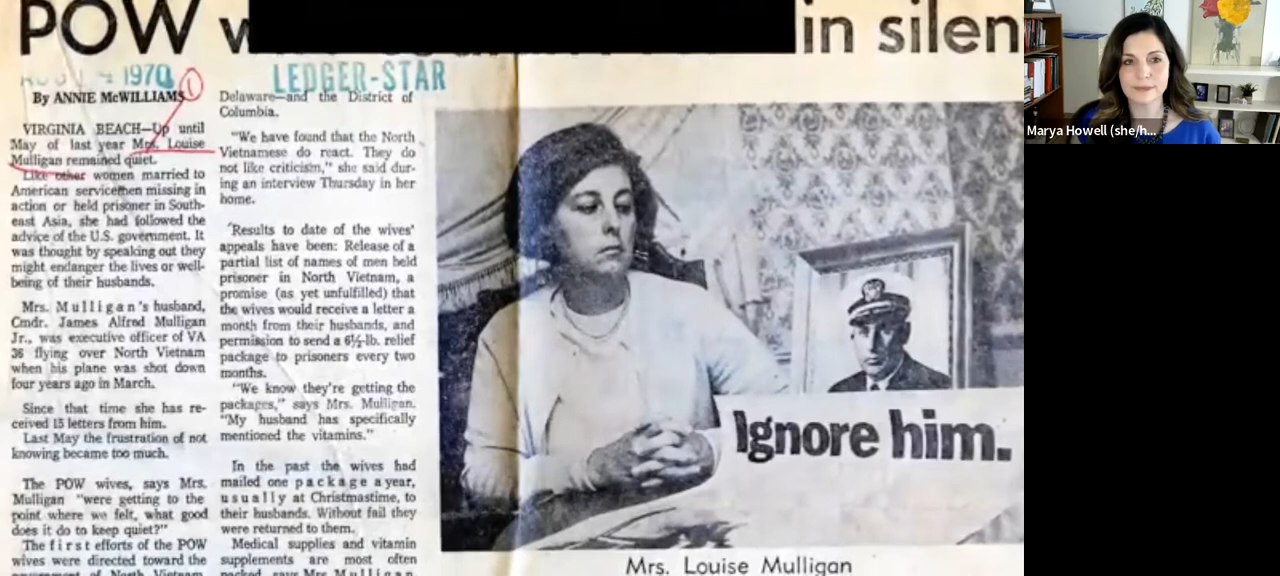 POW w
in silen
1970
LEDGER-STAR
By ANNIE McWILLIAMS
VIRGINIA BEACH—Up until
May of last year Mrs. Louise
Mulligan remained quiet.
Like other women married to
American servicemen missing in
action or held prisoner in South-
east Asia, she had followed the
advice of the U.S. government. It
was thought by speaking out they
might endanger the lives or well-
being of their husbands.
Mrs. Mulligan's husband,
Cmdr. James Alfred Mulligan
Jr., was executive officer of VA
36 flying over North Vietnam
when his plane was shot down
four years ago in March.
Since that time she has re-
ceived 15 letters from him.
Last May the frustration of not
knowing became too much.
The POW wives, says Mrs.
Mulligan "were getting to the
point where we felt, what good
does it do to keep quiet?"
The first efforts of the POW
wives were directed toward the
government of North Vietnam.
Delaware—and the District of
Columbia.
"We have found that the North
Vietnamese do react. They do
not like criticism," she said dur-
ing an interview Thursday in her
home.
"Results to date of the wives'
appeals have been: Release of a
partial list of names of men held
prisoner in North Vietnam, a
promise (as yet unfulfilled) that
the wives would receive a letter a
month from their husbands, and
permission to send a 6½-lb. relief
package to prisoners every two
months.
"We know they're getting the
packages," says Mrs. Mulligan.
"My husband has specifically
mentioned the vitamins."
In the past the wives had
mailed one package a year,
usually at Christmastime, to
their husbands. Without fail they
were returned to them.
Medical supplies and vitamin
supplements are most often
packed, says Mrs. Mulligan.
Ignore him.
Mrs. Louise Mulligan
Marya Howell (she/h...